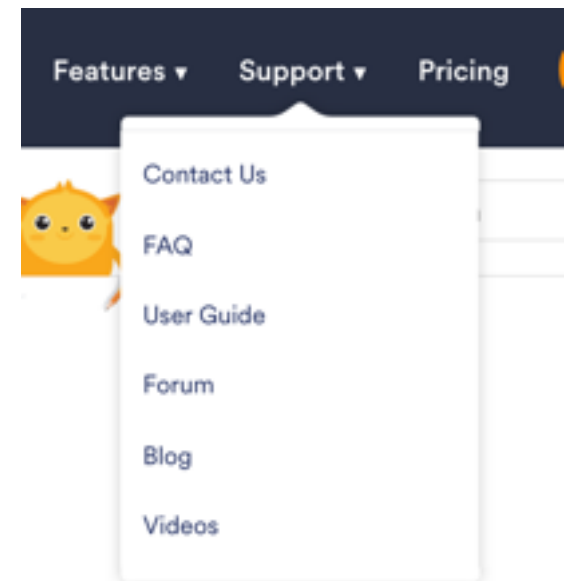 Features ▾ Support ▾ Pricing
Contact Us
FAQ
User Guide
Forum
Blog
Videos